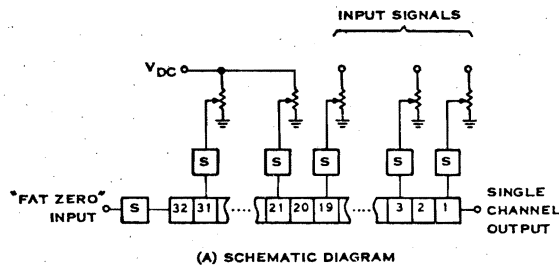 INPUT SIGNALS
VDC
S S S S S
"FAT ZERO" INPUT
S
32 31 21 20 19 3 2 1
SINGLE CHANNEL OUTPUT
(A) SCHEMATIC DIAGRAM